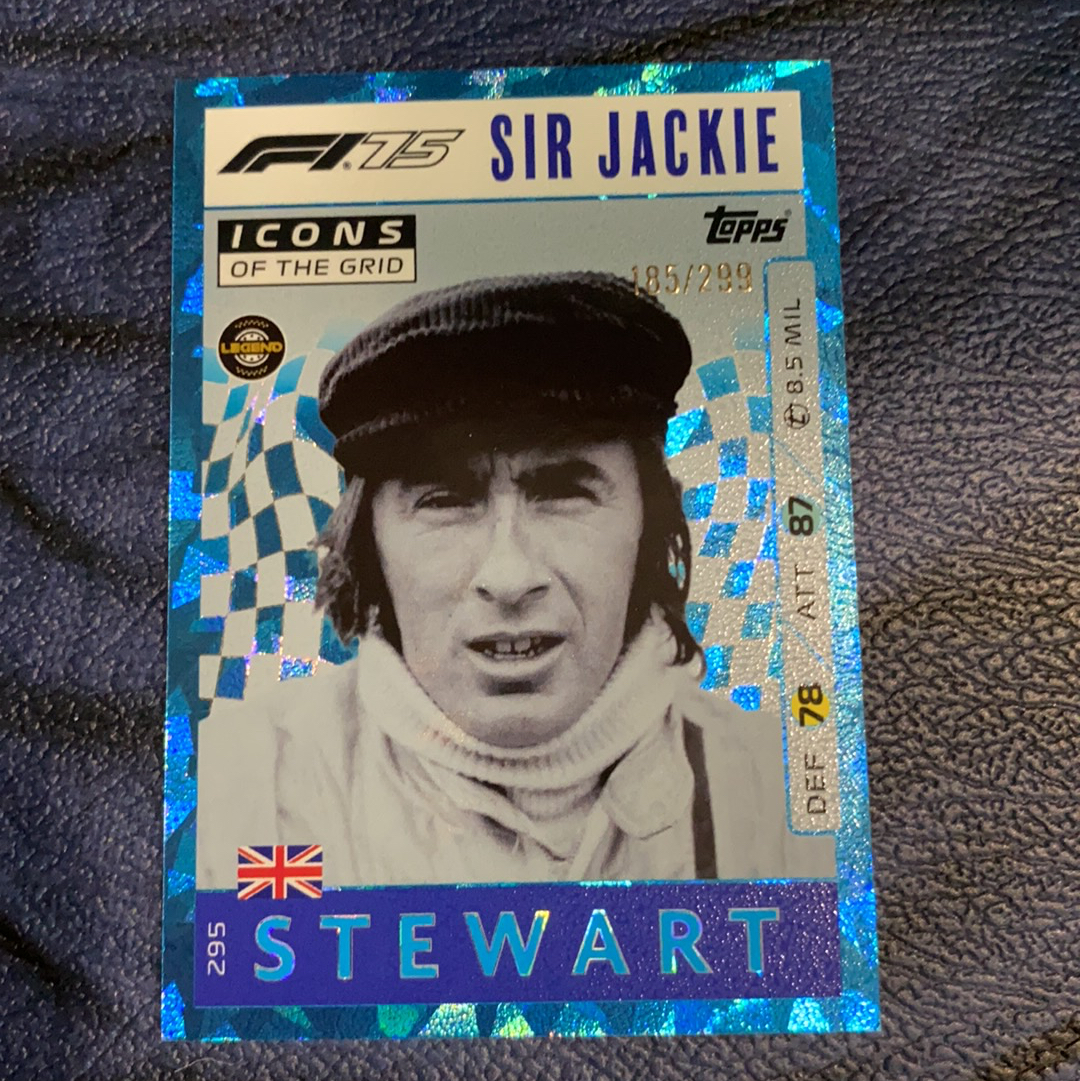 F1® 75 SIR JACKIE
ICONS
OF THE GRID
topps®
185/299
LEGEND
DEF 78 ATT 87 t 8.5 MIL
295
STEWART